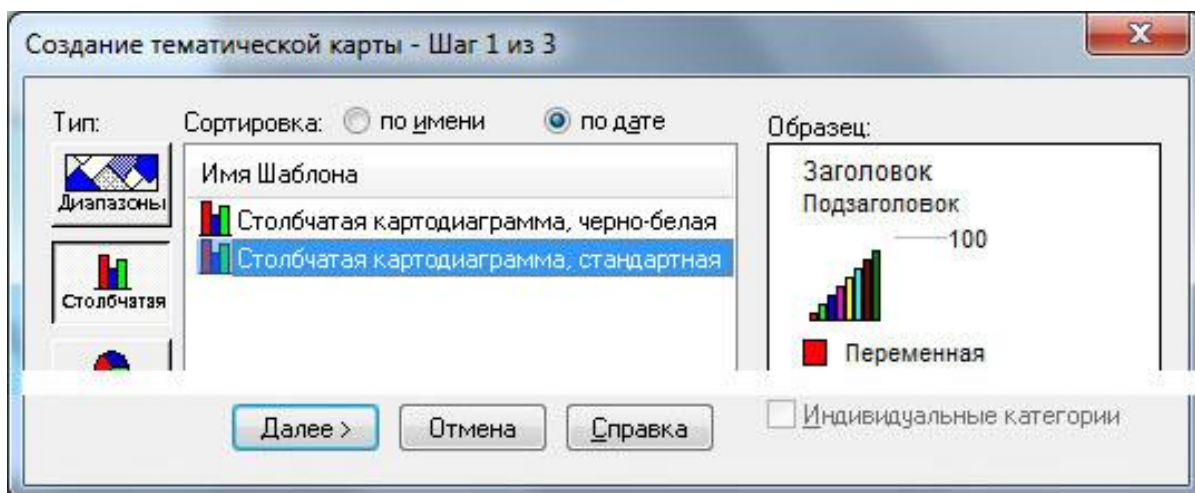 Создание тематической карты - Шаг 1 из 3
Тип:
Сортировка: по имени по дате
Образец:
Диапазоны
Столбчатая
Имя Шаблона
Столбчатая картодиаграмма, черно-белая
Столбчатая картодиаграмма, стандартная
Заголовок
Подзаголовок
100
Переменная
Далее >
Отмена
Справка
Индивидуальные категории